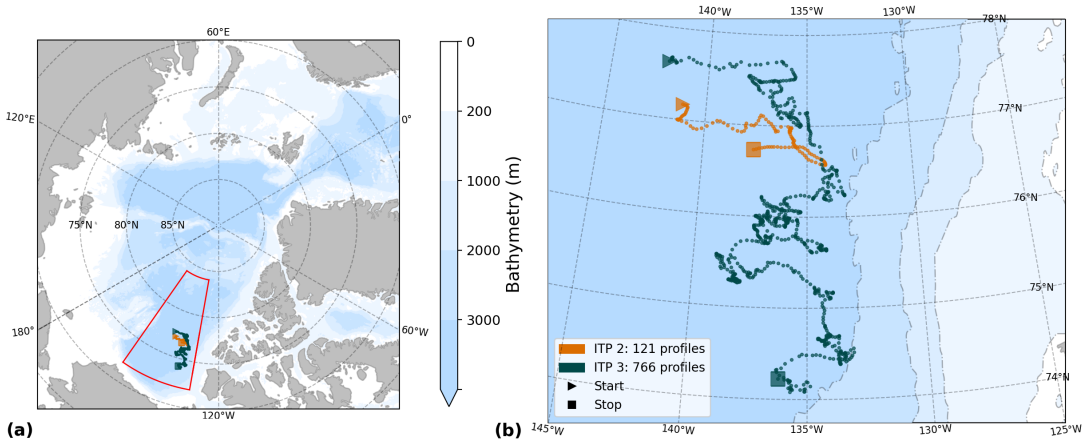 60°E
120°E
0°
75°N
80°N
85°N
180°
60°W
120°W
(a)
0
200
1000
2000
3000
Bathymetry (m)
140°W
135°W
130°W
78°N
77°N
76°N
75°N
74°N
ITP 2: 121 profiles
ITP 3: 766 profiles
Start
Stop
145°W
140°W
135°W
130°W
125°W
(b)